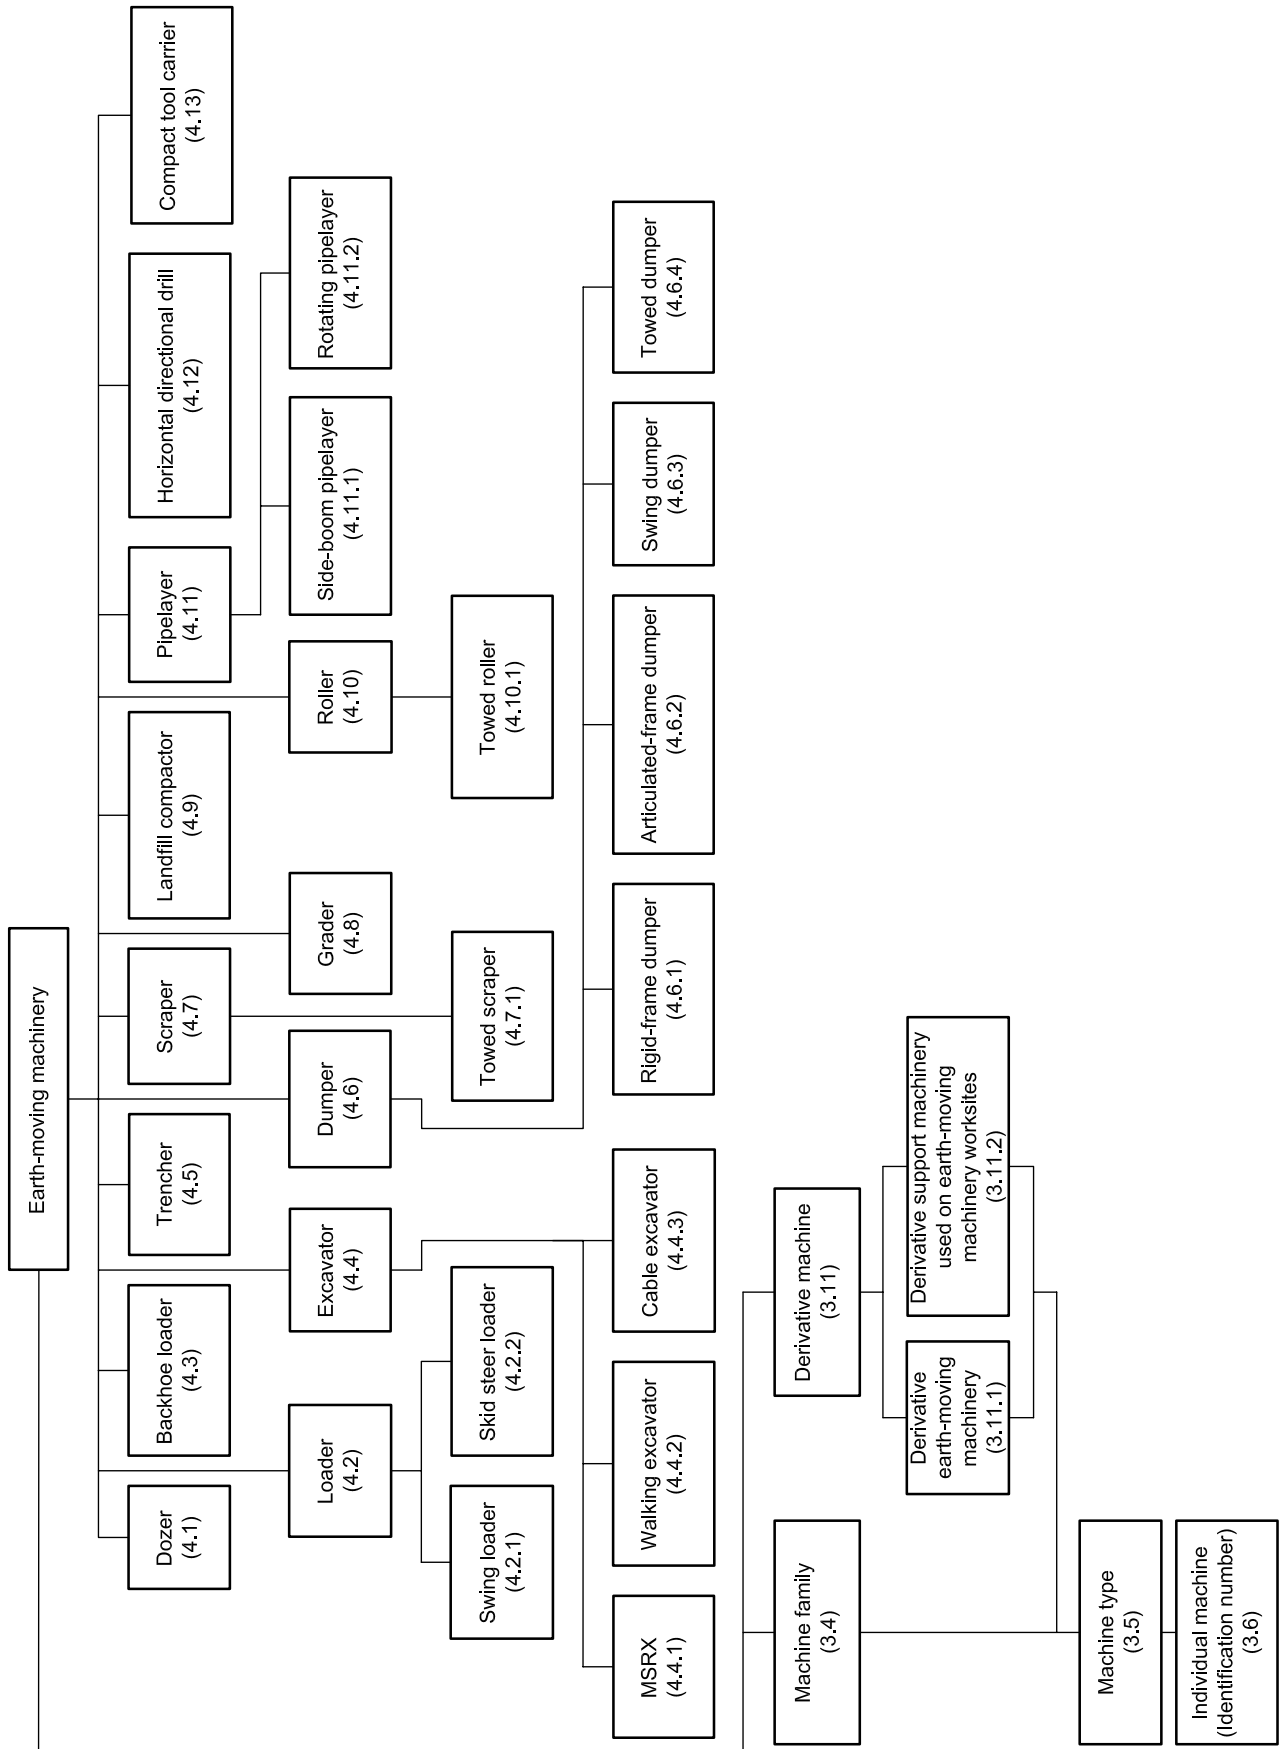 Earth-moving machinery
Dozer
(4.1)
Backhoe loader
(4.3)
Trencher
(4.5)
Scraper
(4.7)
Landfill compactor
(4.9)
Pipelayer
(4.11)
Horizontal directional drill
(4.12)
Compact tool carrier
(4.13)
Loader
(4.2)
Excavator
(4.4)
Dumper
(4.6)
Grader
(4.8)
Roller
(4.10)
Side-boom pipelayer
(4.11.1)
Rotating pipelayer
(4.11.2)
Swing loader
(4.2.1)
Skid steer loader
(4.2.2)
Towed scraper
(4.7.1)
Towed roller
(4.10.1)
MSRX
(4.4.1)
Walking excavator
(4.4.2)
Cable excavator
(4.4.3)
Rigid-frame dumper
(4.6.1)
Articulated-frame dumper
(4.6.2)
Swing dumper
(4.6.3)
Towed dumper
(4.6.4)
Machine family
(3.4)
Derivative machine
(3.11)
Derivative
earth-moving
machinery
(3.11.1)
Derivative support machinery
used on earth-moving
machinery worksites
(3.11.2)
Machine type
(3.5)
Individual machine
(Identification number)
(3.6)